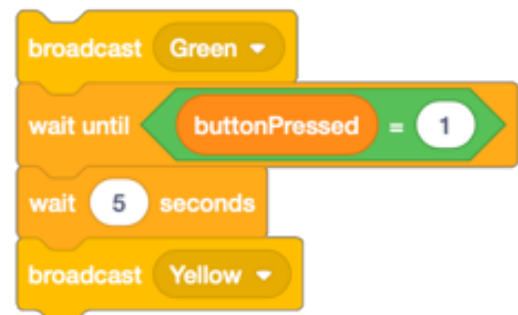 broadcast Green
wait until buttonPressed = 1
wait 5 seconds
broadcast Yellow